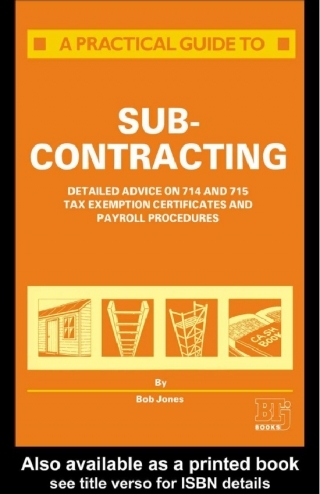 A PRACTICAL GUIDE TO
SUB-
CONTRACTING
DETAILED ADVICE ON 714 AND 715
TAX EXEMPTION CERTIFICATES AND
PAYROLL PROCEDURES
CASH
BOOK
By
Bob Jones
BTJ
BOOKS
Also available as a printed book
see title verso for ISBN details